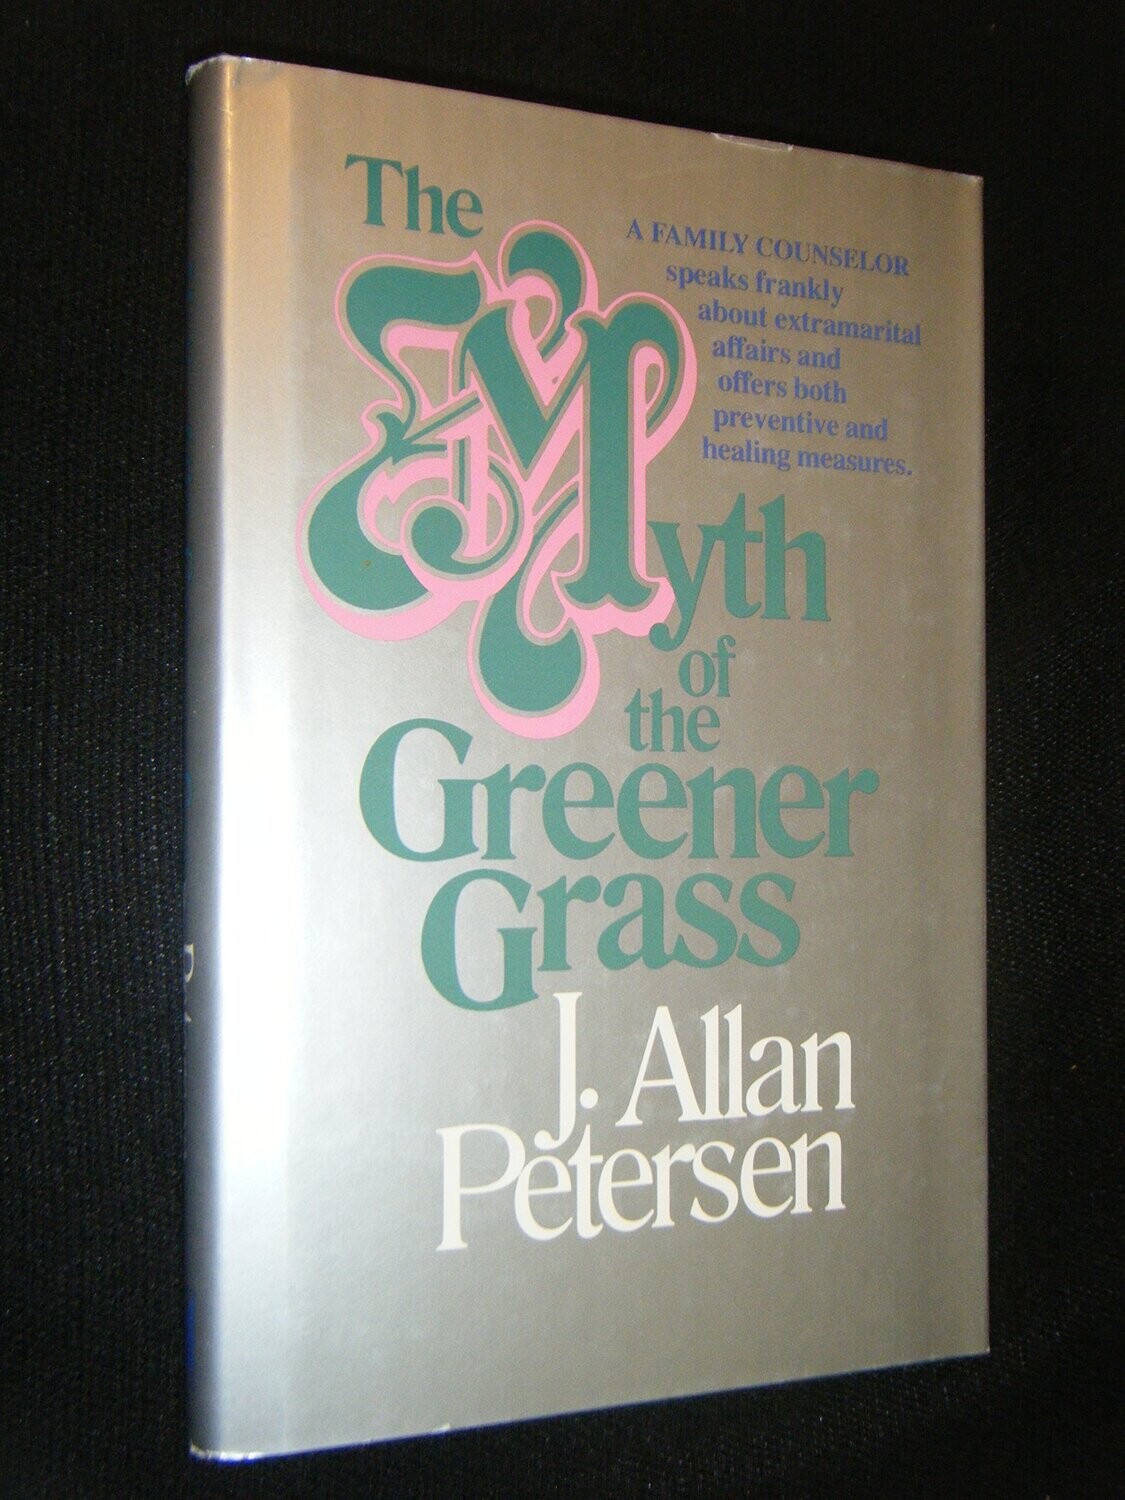 The
A FAMILY COUNSELOR
speaks frankly
about extramarital
affairs and
offers both
preventive and
healing measures.
Myth
of
the
Greener
Grass
J. Allan
Petersen